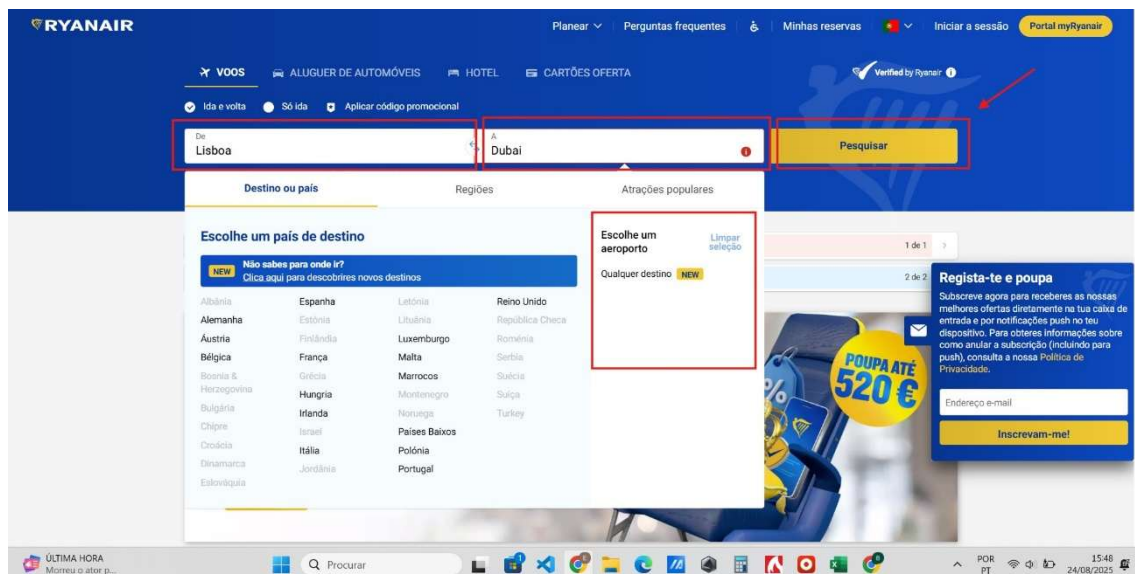 RYANAIR
Planear
Perguntas frequentes
Minhas reservas
Iniciar a sessão
Portal myRyanair
VOOS
ALUGUER DE AUTOMÓVEIS
HOTEL
CARTÕES OFERTA
Verified by Ryanair
Ida e volta
Só ida
Aplicar código promocional
De
Lisboa
A
Dubai
Pesquisar
Destino ou país
Regiões
Atrações populares
Escolhe um país de destino
NEW
Não sabes para onde ir?
Clica aqui para descobrires novos destinos
Albânia
Alemanha
Áustria
Bélgica
Bosnia &
Herzegovina
Bulgária
Chipre
Croácia
Dinamarca
Eslováquia
Espanha
Estónia
Finlândia
França
Grécia
Hungria
Irlanda
Israel
Itália
Jordânia
Letónia
Lituânia
Luxemburgo
Malta
Marrocos
Montenegro
Noruega
Países Baixos
Polónia
Portugal
Reino Unido
República Checa
Roménia
Serbia
Suécia
Suíça
Turkey
Escolhe um
aeroporto
Limpar
seleção
Qualquer destino NEW
1 de 1
2 de 2
POUPA ATÉ
520 €
Regista-te e poupa
Subscreve agora para receberes as nossas
melhores ofertas diretamente na tua caixa de
entrada e por notificações push no teu
dispositivo. Para obteres informações sobre
como anular a subscrição (incluindo para
push), consulta a nossa Política de
Privacidade.
Endereço e-mail
Inscrevam-me!
ÚLTIMA HORA
Morreu o ator p...
Procurar
POR
PT
15:48
24/08/2025